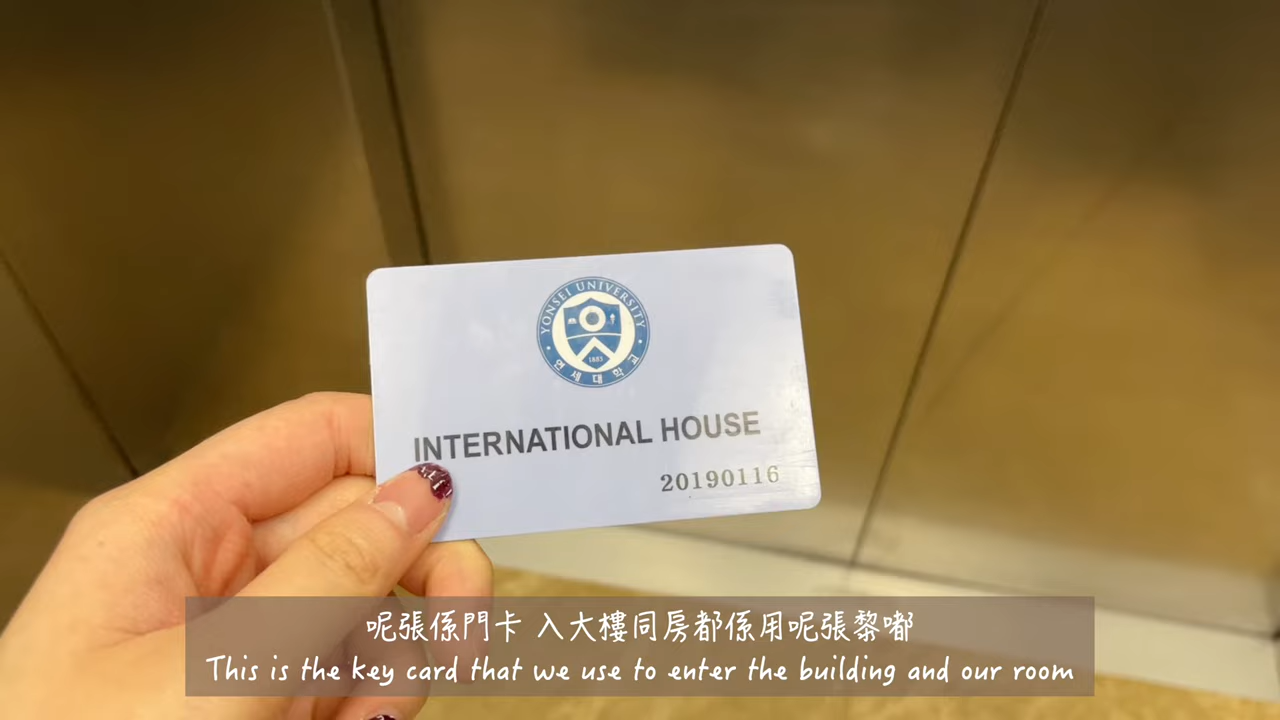 YONSEI UNIVERSITY
1885
연세대학교
INTERNATIONAL HOUSE
20190116
呢張係門卡 入大樓同房都係用呢張黎嘟
This is the key card that we use to enter the building and our room